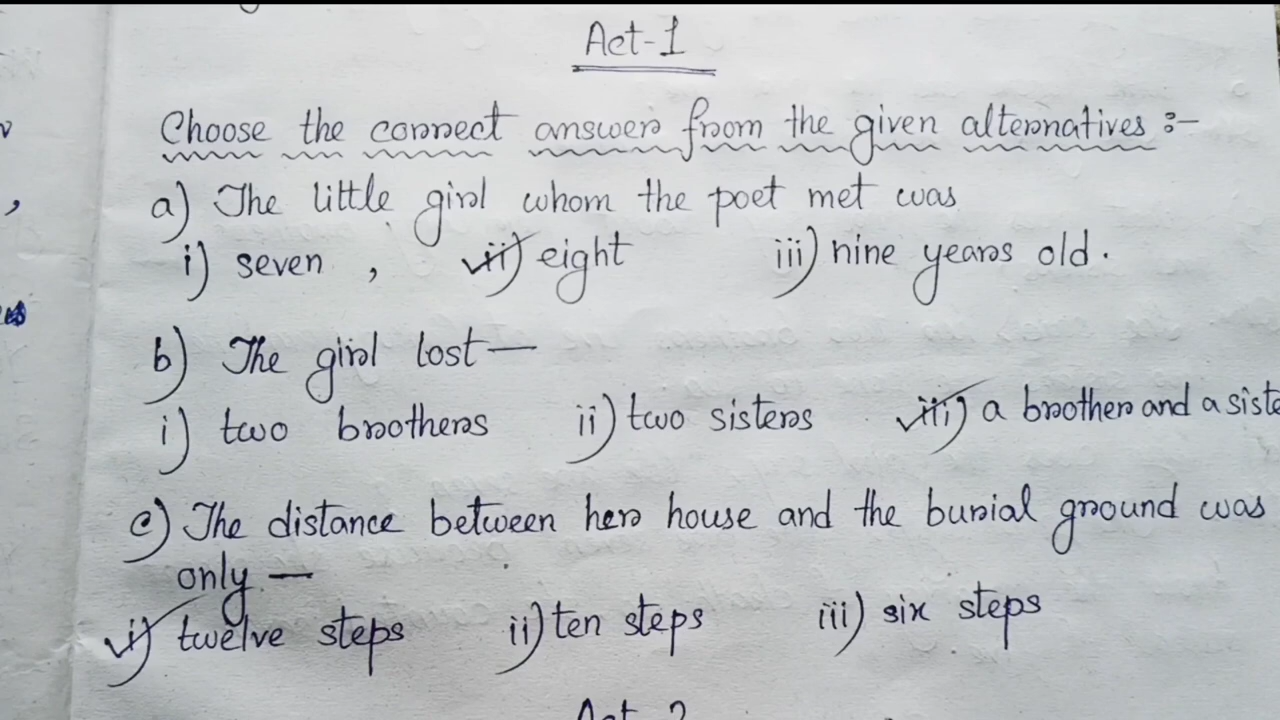 Act-1
Choose the correct answer from the given alternatives :-
a) The little girl whom the poet met was
i) seven , ii) eight iii) nine years old.
b) The girl lost —
i) two brothers ii) two sisters iii) a brother and a siste
c) The distance between her house and the burial ground was
only —
i) twelve steps ii) ten steps iii) six steps
Act-2